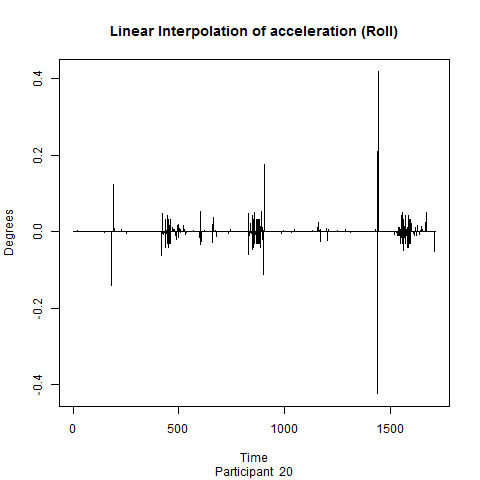 Linear Interpolation of acceleration (Roll)
0.4
0.2
0.0
-0.2
-0.4
Degrees
0 500 1000 1500
Time
Participant 20